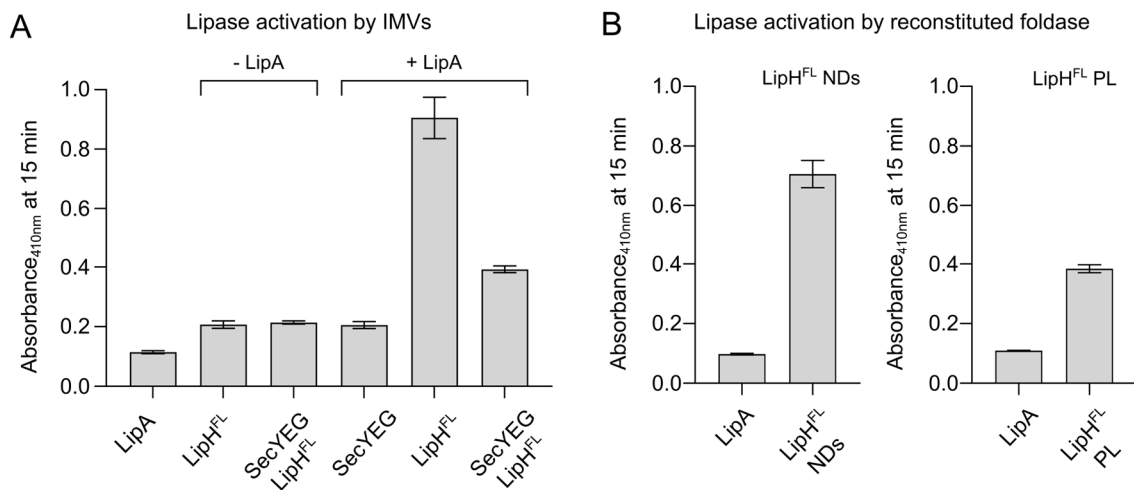 A
Lipase activation by IMVs
- LipA
+ LipA
Absorbance410nm at 15 min
1.0
0.8
0.6
0.4
0.2
0.0
LipA
LipHFL
SecYEG
LipHFL
SecYEG
LipHFL
SecYEG
LipHFL
B
Lipase activation by reconstituted foldase
LipHFL NDs
Absorbance410nm at 15 min
1.0
0.8
0.6
0.4
0.2
0.0
LipA
LipHFL
NDs
LipHFL PL
Absorbance410nm at 15 min
1.0
0.8
0.6
0.4
0.2
0.0
LipA
LipHFL
PL